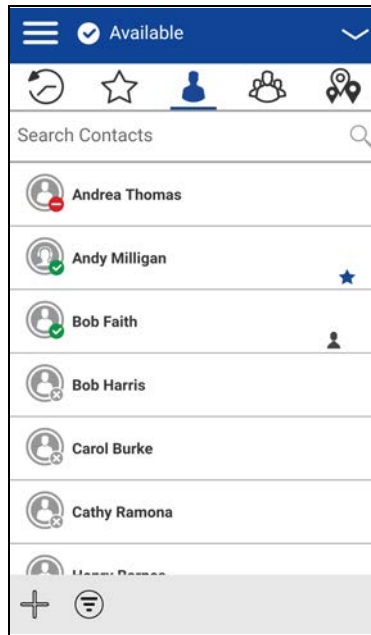 Available
Search Contacts
Andrea Thomas
Andy Milligan
Bob Faith
Bob Harris
Carol Burke
Cathy Ramona